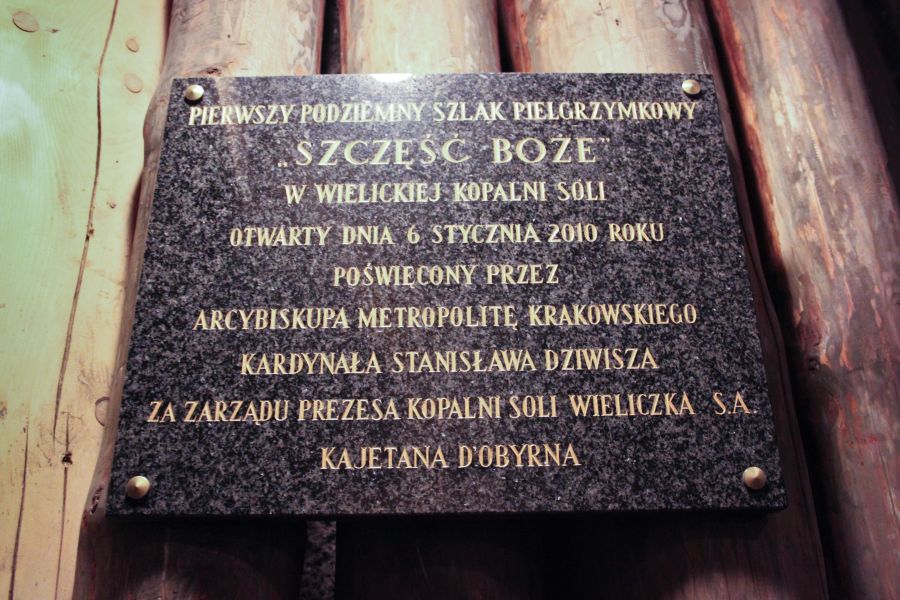 PIERWSZY PODZIEMNY SZLAK PIELGRZYMKOWY
„SZCZĘŚĆ BOŻE"
W WIELICKIEJ KOPALNI SOLI
OTWARTY DNIA 6 STYCZNIA 2010 ROKU
POŚWIĘCONY PRZEZ
ARCYBISKUPA METROPOLITĘ KRAKOWSKIEGO
KARDYNAŁA STANISŁAWA DZIWISZA
ZA ZARZĄDU PREZESA KOPALNI SOLI WIELICZKA S.A.
KAJETANA D'OBYRNA